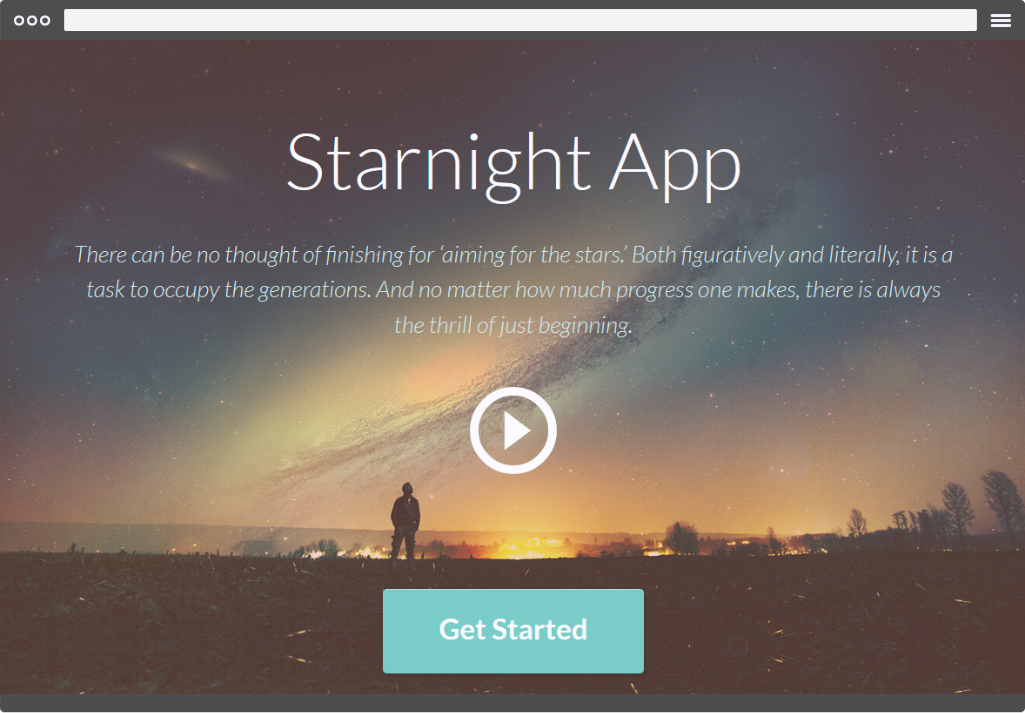 Starnight App
There can be no thought of finishing for ‘aiming for the stars.’ Both figuratively and literally, it is a
task to occupy the generations. And no matter how much progress one makes, there is always
the thrill of just beginning.
Get Started